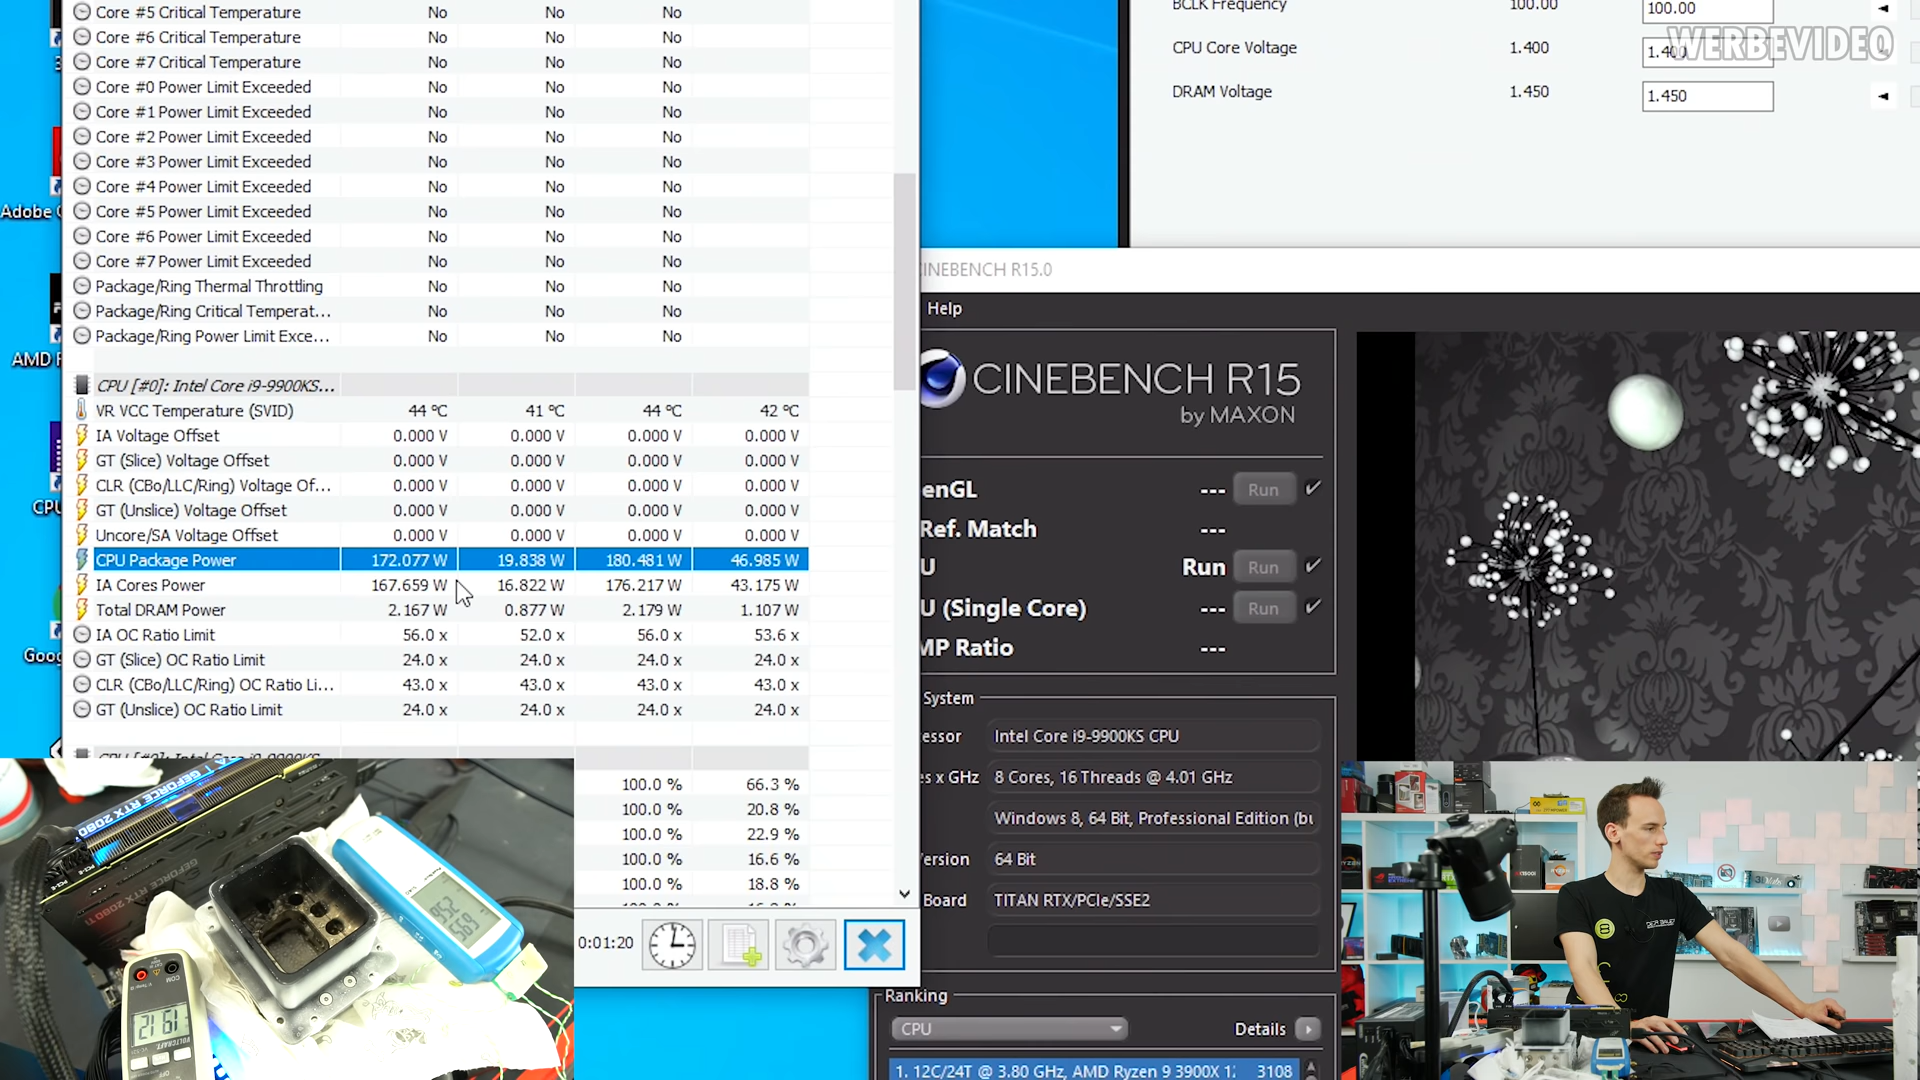 Core #5 Critical Temperature No No No
Core #6 Critical Temperature No No No
Core #7 Critical Temperature No No No
Core #0 Power Limit Exceeded No No No
Core #1 Power Limit Exceeded No No No
Core #2 Power Limit Exceeded No No No
Core #3 Power Limit Exceeded No No No
Core #4 Power Limit Exceeded No No No
Core #5 Power Limit Exceeded No No No
Core #6 Power Limit Exceeded No No No
Core #7 Power Limit Exceeded No No No
Package/Ring Thermal Throttling No No No
Package/Ring Critical Temperat... No No No
Package/Ring Power Limit Exce... No No No
CPU [#0]: Intel Core i9-9900KS...
VR VCC Temperature (SVID) 44 °C 41 °C 44 °C 42 °C
IA Voltage Offset 0.000 V 0.000 V 0.000 V 0.000 V
GT (Slice) Voltage Offset 0.000 V 0.000 V 0.000 V 0.000 V
CLR (CBo/LLC/Ring) Voltage Of... 0.000 V 0.000 V 0.000 V 0.000 V
GT (Unslice) Voltage Offset 0.000 V 0.000 V 0.000 V 0.000 V
Uncore/SA Voltage Offset 0.000 V 0.000 V 0.000 V 0.000 V
CPU Package Power 172.077 W 19.838 W 180.481 W 46.985 W
IA Cores Power 167.659 W 16.822 W 176.217 W 43.175 W
Total DRAM Power 2.167 W 0.877 W 2.179 W 1.107 W
IA OC Ratio Limit 56.0 x 52.0 x 56.0 x 53.6 x
GT (Slice) OC Ratio Limit 24.0 x 24.0 x 24.0 x 24.0 x
CLR (CBo/LLC/Ring) OC Ratio Li... 43.0 x 43.0 x 43.0 x 43.0 x
GT (Unslice) OC Ratio Limit 24.0 x 24.0 x 24.0 x 24.0 x
CPU [#0]: Intel Core i9-9900KS
100.0 % 66.3 %
100.0 % 20.8 %
100.0 % 22.9 %
100.0 % 16.6 %
100.0 % 18.8 %
0:01:20
Adobe
AMD
CPU
Goog
BCLK Frequency 100.00 100.00
CPU Core Voltage 1.400 1.400
DRAM Voltage 1.450 1.450
WERBEVIDEO
INEBENCH R15.0
Help
CINEBENCH R15
by MAXON
enGL --- Run
Ref. Match ---
U Run Run
U (Single Core) --- Run
MP Ratio ---
System
essor Intel Core i9-9900KS CPU
es x GHz 8 Cores, 16 Threads @ 4.01 GHz
Windows 8, 64 Bit, Professional Edition (bu
ersion 64 Bit
Board TITAN RTX/PCIe/SSE2
Ranking
CPU Details
1. 12C/24T @ 3.80 GHz, AMD Ryzen 9 3900X 12 3108
GEFORCE RTX 2080Ti
VOLTCRAFT
COM
DER8AUER